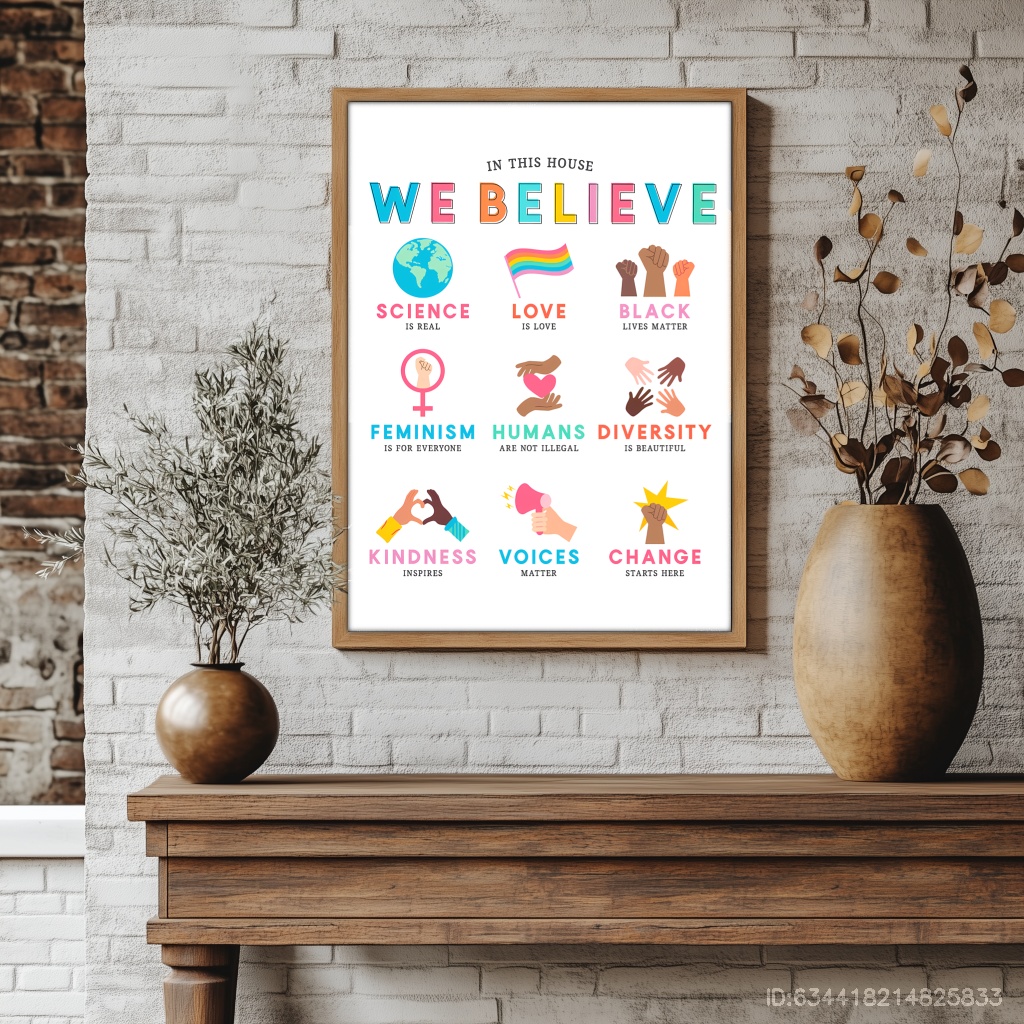 IN THIS HOUSE
WE BELIEVE
SCIENCE
IS REAL
LOVE
IS LOVE
BLACK
LIVES MATTER
FEMINISM
IS FOR EVERYONE
HUMANS
ARE NOT ILLEGAL
DIVERSITY
IS BEAUTIFUL
KINDNESS
INSPIRES
VOICES
MATTER
CHANGE
STARTS HERE
ID:634418214825833